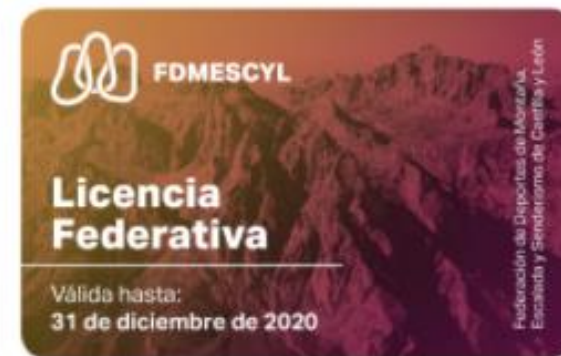 FDMESCYL
Licencia
Federativa
Válida hasta:
31 de diciembre de 2020
Federación de Deportes de Montaña,
Escalada y Senderismo de Castilla y León